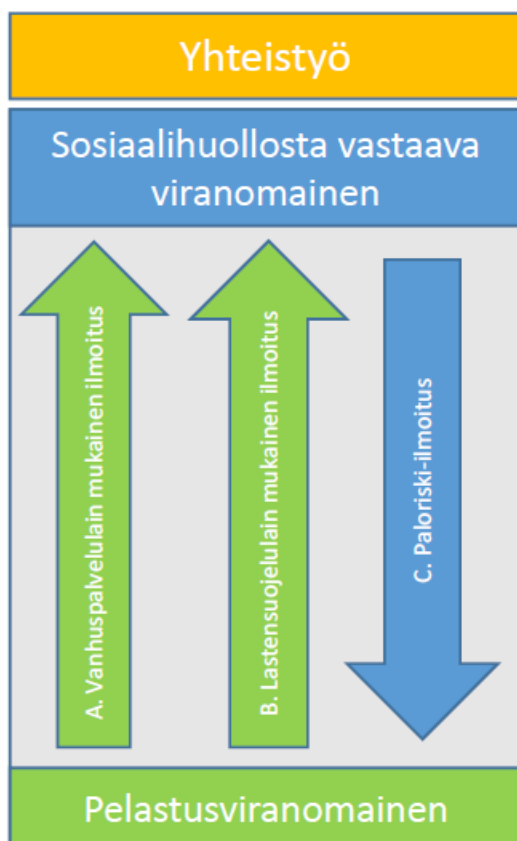 Yhteistyö
Sosiaalihuollosta vastaava
viranomainen
A. Vanhuspalvelulain mukainen ilmoitus
B. Lastensuojelulain mukainen ilmoitus
C. Paloriski-ilmoitus
Pelastusviranomainen